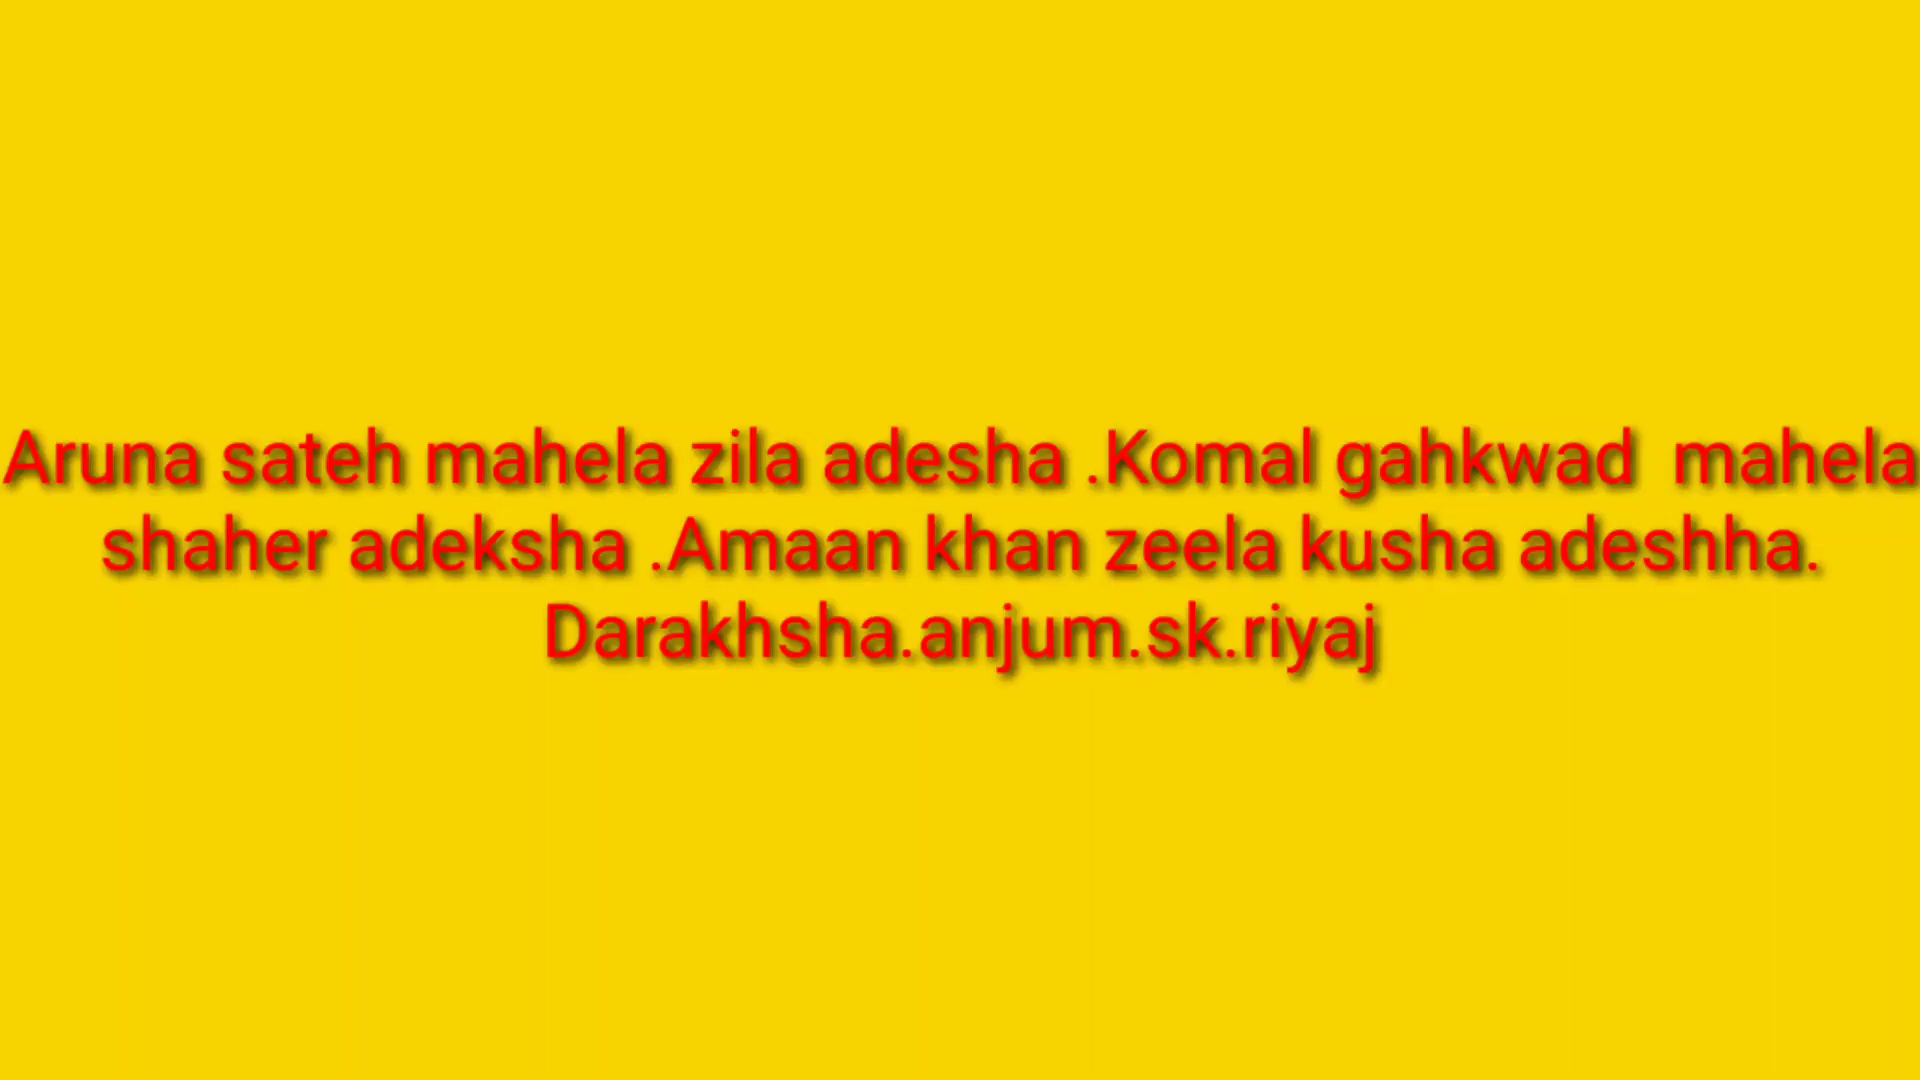 Aruna sateh mahela zila adesha .Komal gahkwad  mahela
shaher adeksha .Amaan khan zeela kusha adeshha.
Darakhsha.anjum.sk.riyaj